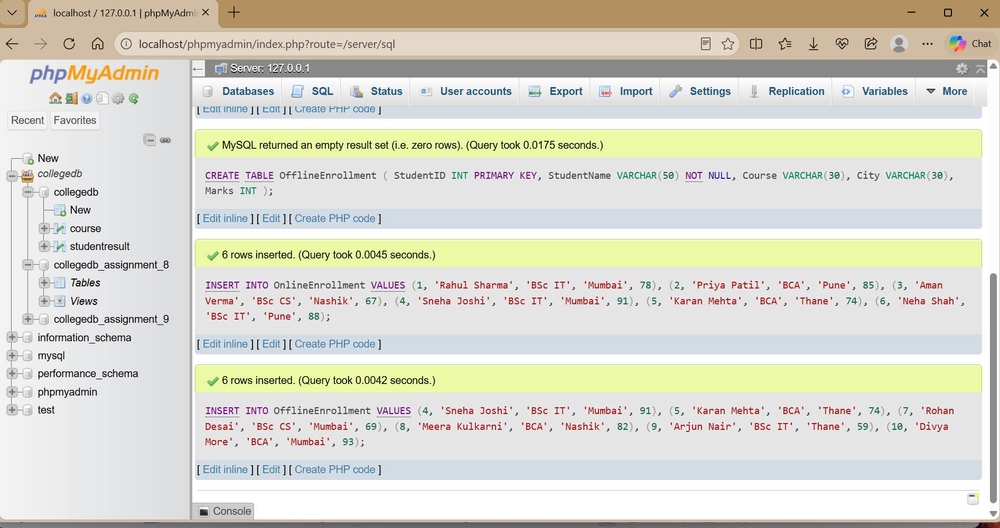 localhost / 127.0.0.1 | phpMyAdmi
localhost/phpmyadmin/index.php?route=/server/sql
Chat
phpMyAdmin
Recent
Favorites
New
collegedb
collegedb
New
course
studentresult
collegedb_assignment_8
Tables
Views
collegedb_assignment_9
information_schema
mysql
performance_schema
phpmyadmin
test
Server: 127.0.0.1
Databases SQL Status User accounts Export Import Settings Replication Variables More
[ Edit inline ] [ Edit ] [ Create PHP code ]
MySQL returned an empty result set (i.e. zero rows). (Query took 0.0175 seconds.)
CREATE TABLE OfflineEnrollment ( StudentID INT PRIMARY KEY, StudentName VARCHAR(50) NOT NULL, Course VARCHAR(30), City VARCHAR(30),
Marks INT );
[ Edit inline ] [ Edit ] [ Create PHP code ]
6 rows inserted. (Query took 0.0045 seconds.)
INSERT INTO OnlineEnrollment VALUES (1, 'Rahul Sharma', 'BSc IT', 'Mumbai', 78), (2, 'Priya Patil', 'BCA', 'Pune', 85), (3, 'Aman
Verma', 'BSc CS', 'Nashik', 67), (4, 'Sneha Joshi', 'BSc IT', 'Mumbai', 91), (5, 'Karan Mehta', 'BCA', 'Thane', 74), (6, 'Neha Shah',
'BSc IT', 'Pune', 88);
[ Edit inline ] [ Edit ] [ Create PHP code ]
6 rows inserted. (Query took 0.0042 seconds.)
INSERT INTO OfflineEnrollment VALUES (4, 'Sneha Joshi', 'BSc IT', 'Mumbai', 91), (5, 'Karan Mehta', 'BCA', 'Thane', 74), (7, 'Rohan
Desai', 'BSc CS', 'Mumbai', 69), (8, 'Meera Kulkarni', 'BCA', 'Nashik', 82), (9, 'Arjun Nair', 'BSc IT', 'Thane', 59), (10, 'Divya
More', 'BCA', 'Mumbai', 93);
[ Edit inline ] [ Edit ] [ Create PHP code ]
Console